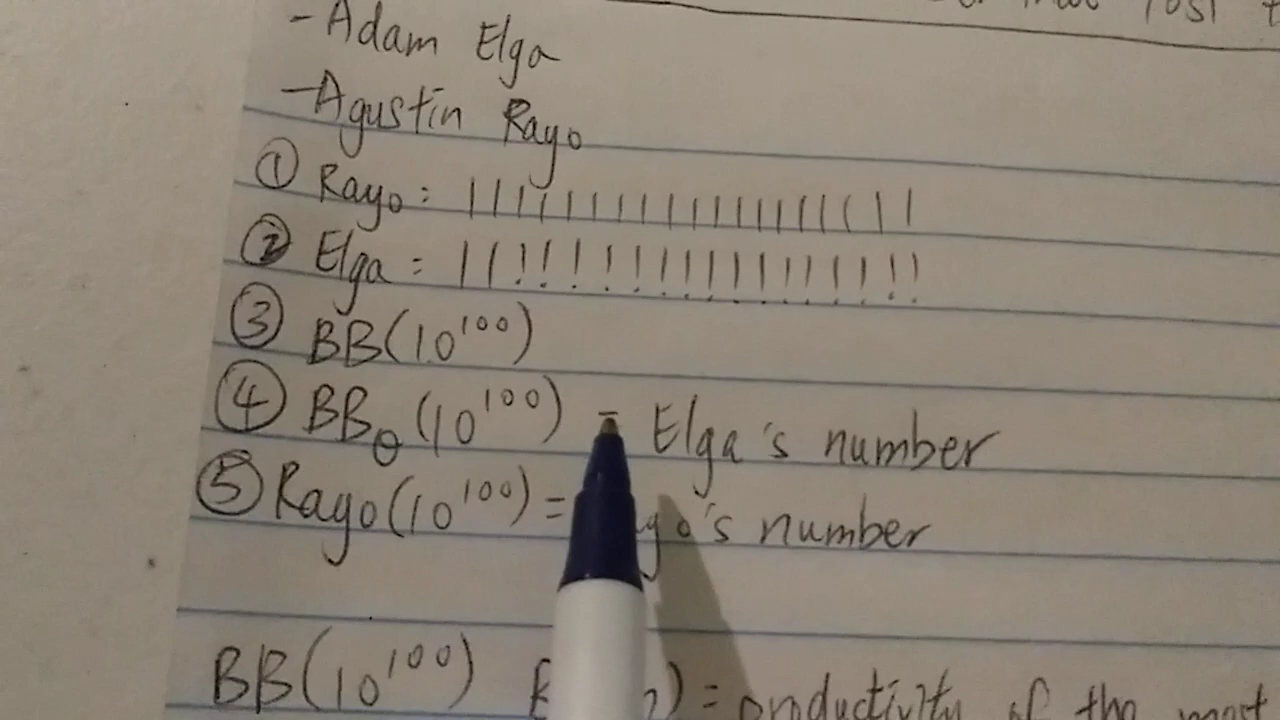 - Adam Elga
- Agustin Rayo
① Rayo: | | | | | | | | | | | | | | | | | | |
② Elga: | | ! ! ! ! ! ! ! ! ! ! ! ! ! ! ! !
③ BB(10¹⁰⁰)
④ BB_θ(10¹⁰⁰) = Elga's number
⑤ Rayo(10¹⁰⁰) = 's number
BB(10¹⁰⁰) ) = productivity of the most